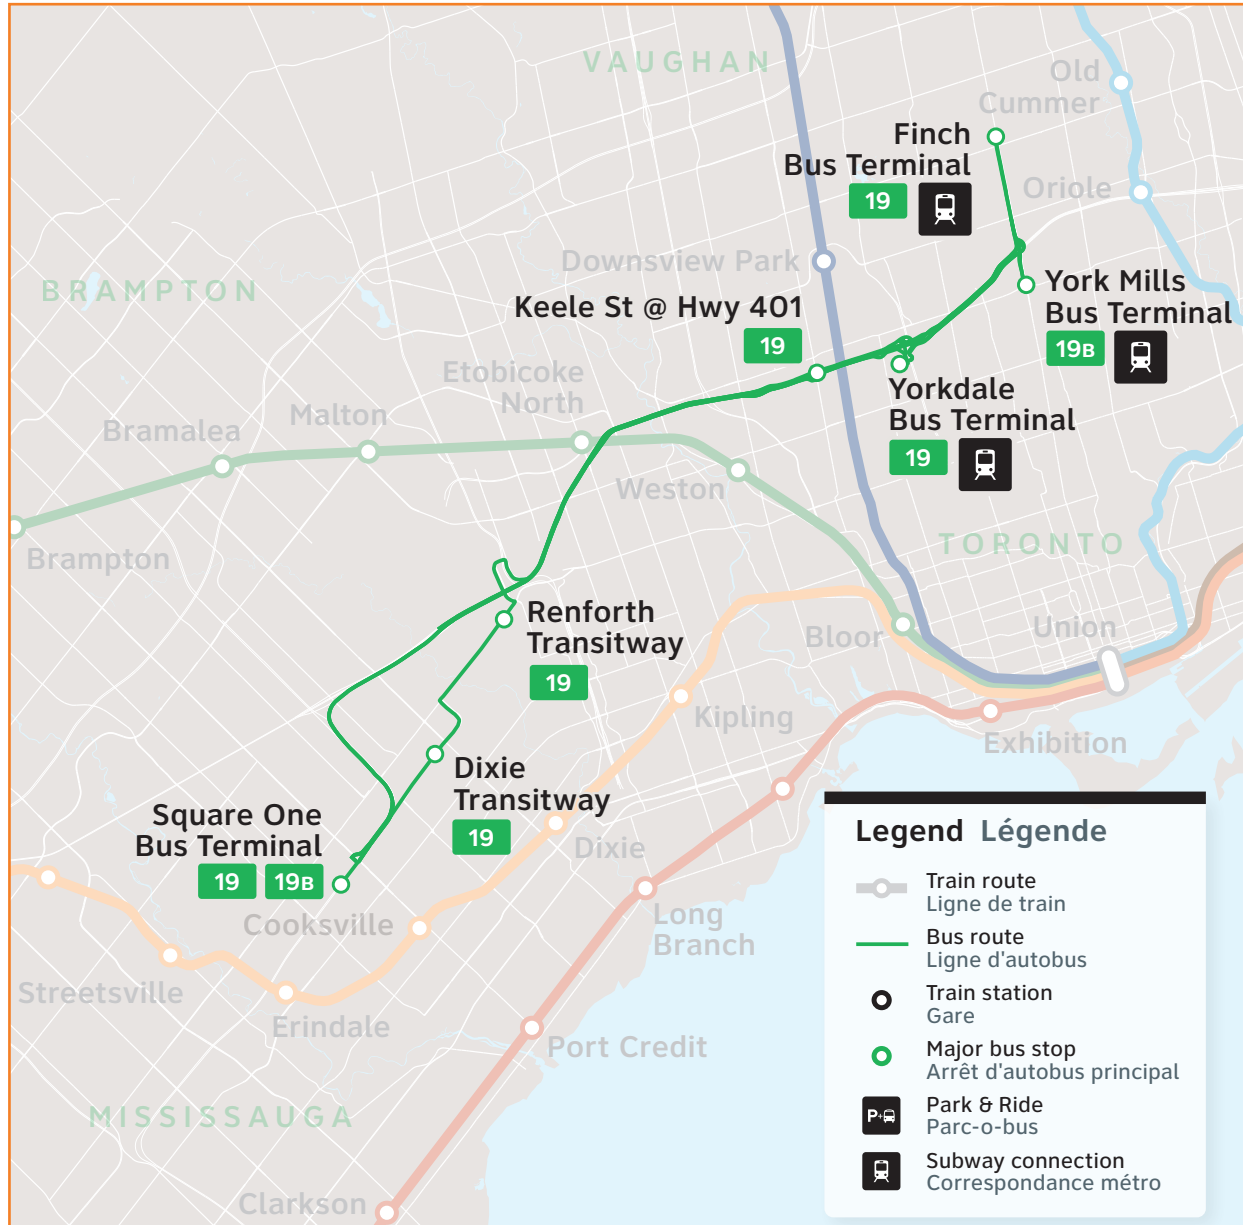 VAUGHAN
Old
Cummer
Finch
Bus Terminal
19
Oriole
Downsview Park
BRAMPTON
York Mills
Bus Terminal
19B
Keele St @ Hwy 401
19
Etobicoke
North
Yorkdale
Bus Terminal
19
Malton
Bramalea
Weston
Brampton
TORONTO
Renforth
Transitway
19
Bloor
Union
Kipling
Exhibition
Dixie
Transitway
19
Square One
Bus Terminal
19 19B
Dixie
Cooksville
Long
Branch
Streetsville
Erindale
Port Credit
MISSISSAUGA
Clarkson
Legend Légende
Train route
Ligne de train
Bus route
Ligne d'autobus
Train station
Gare
Major bus stop
Arrêt d'autobus principal
P+
Park & Ride
Parc-o-bus
Subway connection
Correspondance métro